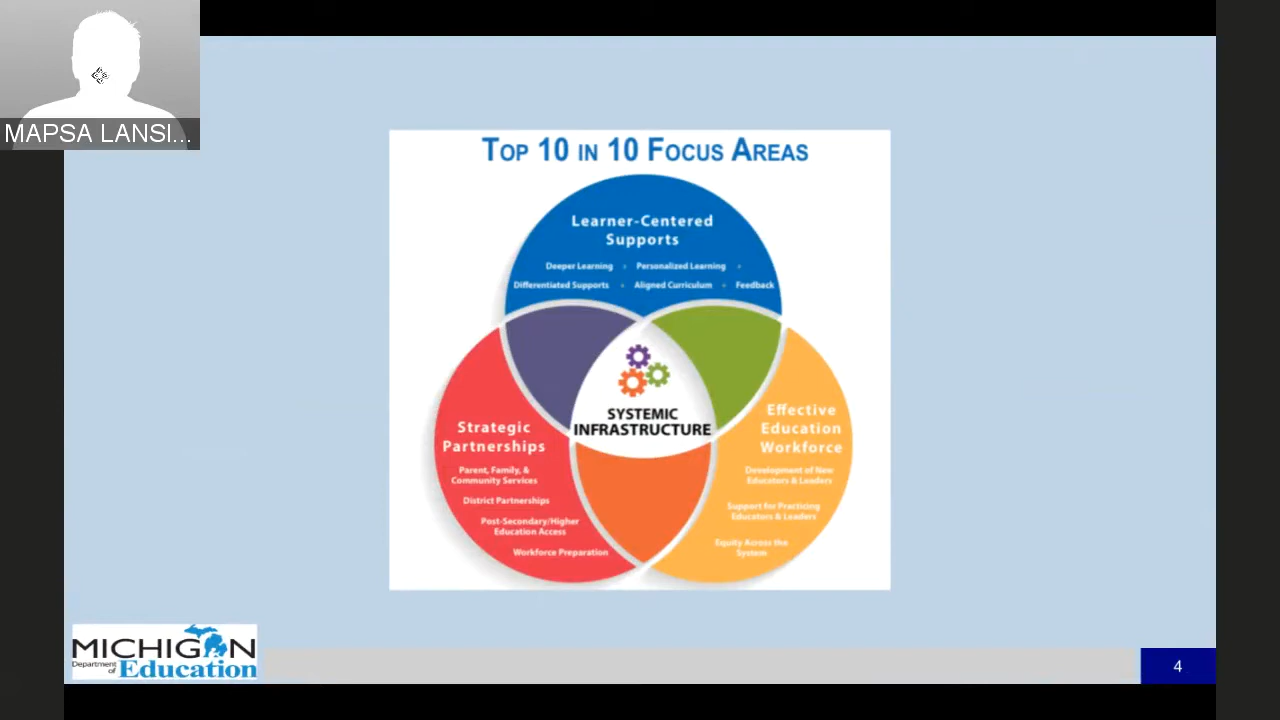 MAPSA LANSI...
TOP 10 IN 10 FOCUS AREAS
Learner-Centered
Supports
Deeper Learning • Personalized Learning •
Differentiated Supports • Aligned Curriculum • Feedback
SYSTEMIC
INFRASTRUCTURE
Strategic
Partnerships
Parent, Family, &
Community Services
District Partnerships
Post-Secondary/Higher
Education Access
Workforce Preparation
Effective
Education
Workforce
Development of New
Educators & Leaders
Support for Practicing
Educators & Leaders
Equity Across the
System
MICHIGAN
Department of Education
4